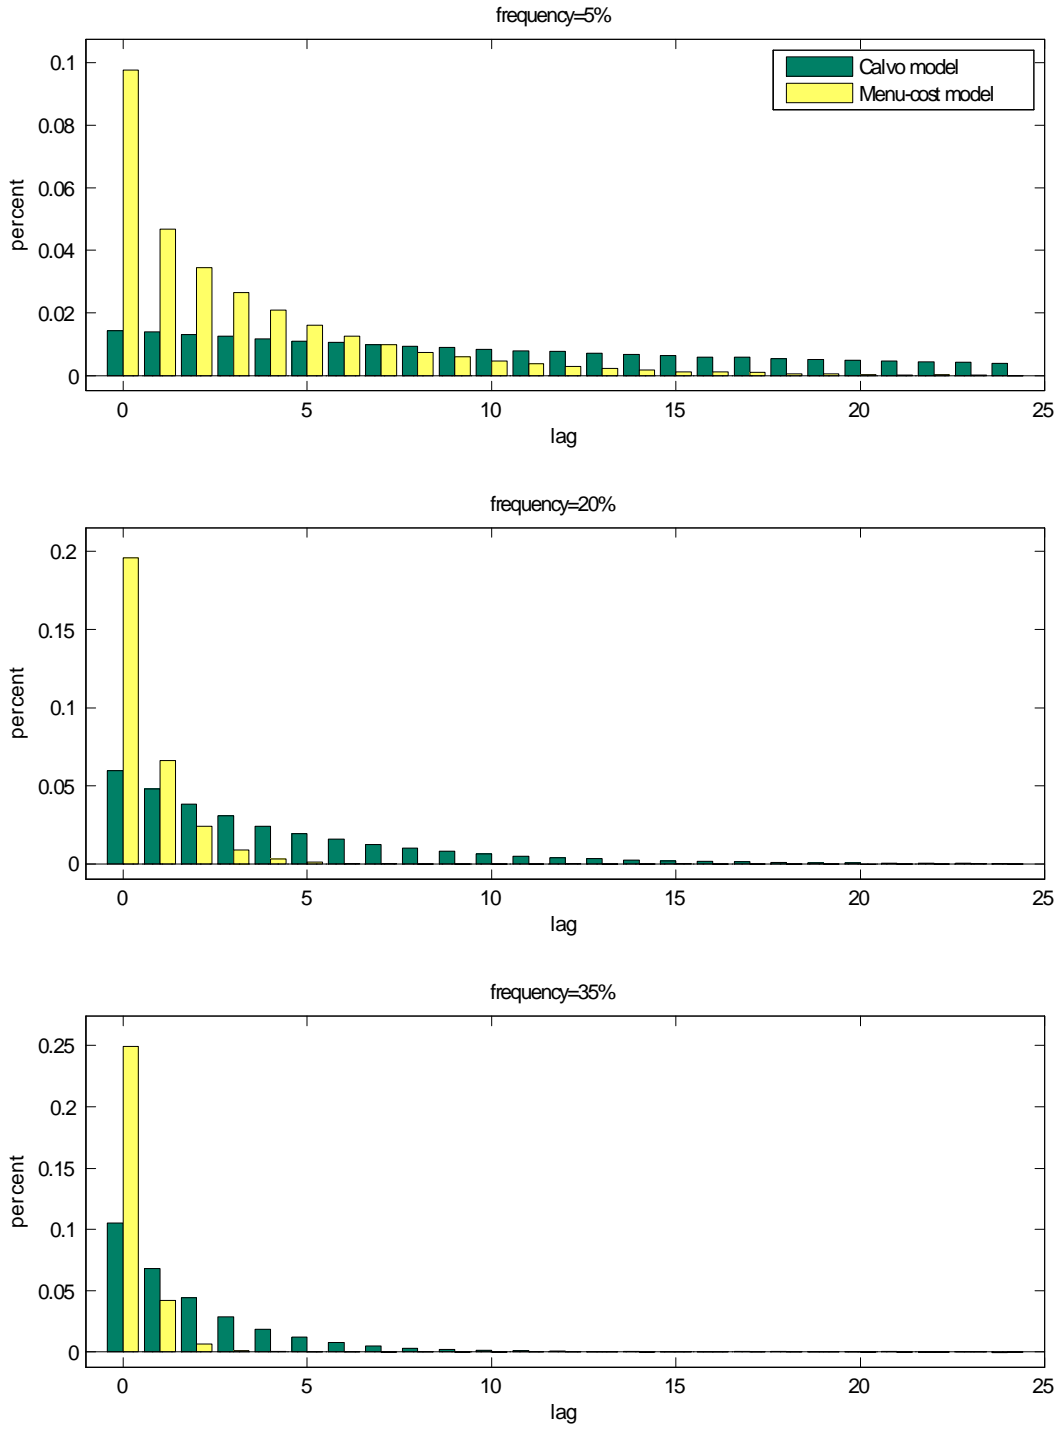 frequency=5%
0.1
0.08
0.06
0.04
0.02
0
percent
Calvo model
Menu-cost model
0 5 10 15 20 25
lag
frequency=20%
0.2
0.15
0.1
0.05
0
percent
0 5 10 15 20 25
lag
frequency=35%
0.25
0.2
0.15
0.1
0.05
0
percent
0 5 10 15 20 25
lag